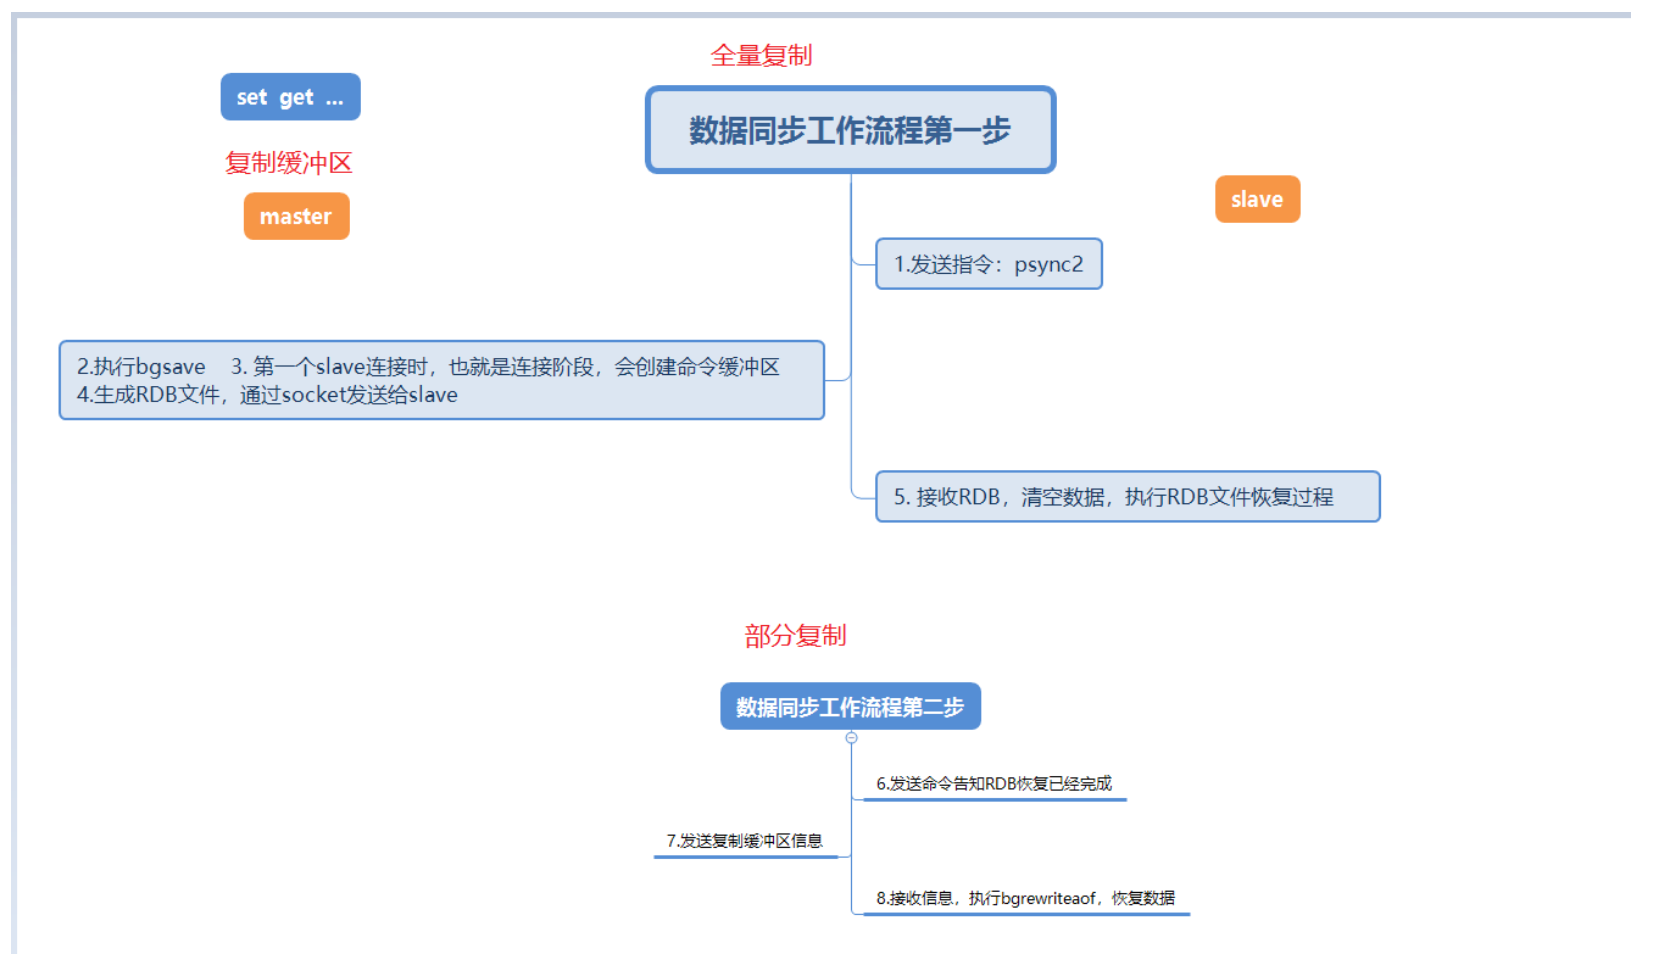 全量复制
set get ...
数据同步工作流程第一步
复制缓冲区
master
slave
1.发送指令：psync2
2.执行bgsave 3. 第一个slave连接时，也就是连接阶段，会创建命令缓冲区
4.生成RDB文件，通过socket发送给slave
5. 接收RDB，清空数据，执行RDB文件恢复过程
部分复制
数据同步工作流程第二步
6.发送命令告知RDB恢复已经完成
7.发送复制缓冲区信息
8.接收信息，执行bgrewriteaof，恢复数据